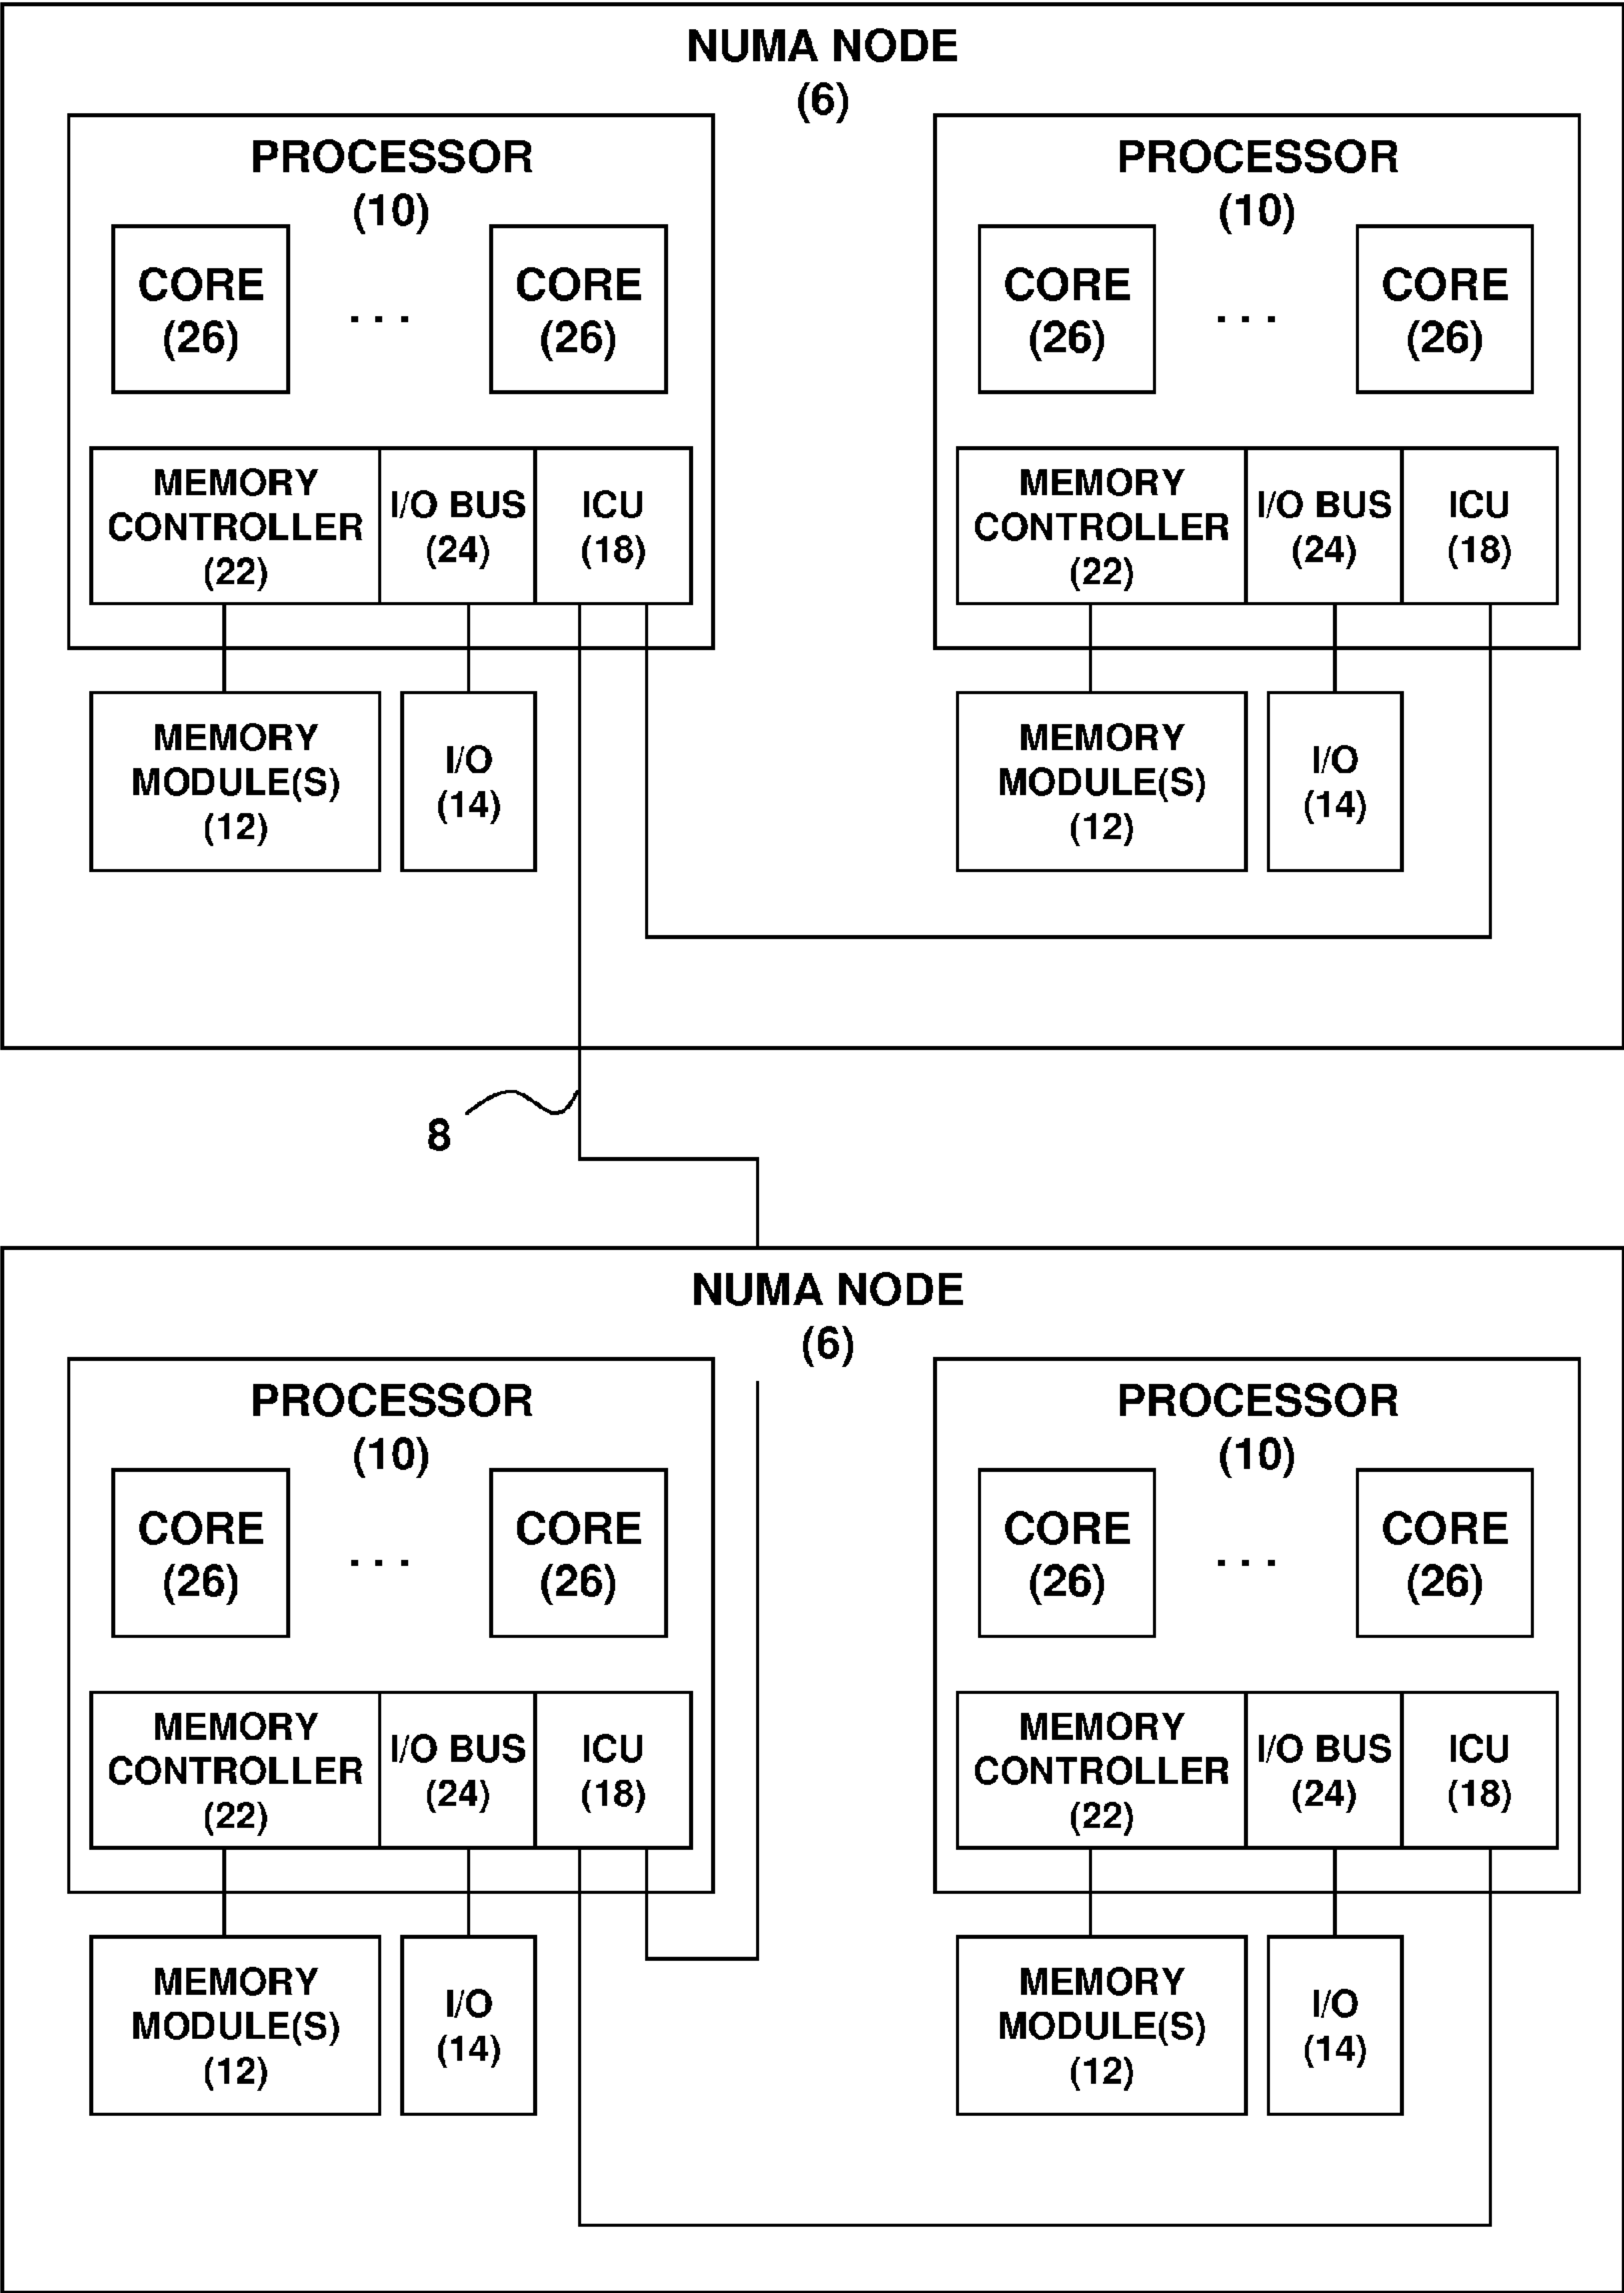 NUMA NODE
(6)
PROCESSOR
(10)
CORE
(26)
. . .
CORE
(26)
MEMORY
CONTROLLER
(22)
I/O BUS
(24)
ICU
(18)
MEMORY
MODULE(S)
(12)
I/O
(14)
PROCESSOR
(10)
CORE
(26)
. . .
CORE
(26)
MEMORY
CONTROLLER
(22)
I/O BUS
(24)
ICU
(18)
MEMORY
MODULE(S)
(12)
I/O
(14)
8
NUMA NODE
(6)
PROCESSOR
(10)
CORE
(26)
. . .
CORE
(26)
MEMORY
CONTROLLER
(22)
I/O BUS
(24)
ICU
(18)
MEMORY
MODULE(S)
(12)
I/O
(14)
PROCESSOR
(10)
CORE
(26)
. . .
CORE
(26)
MEMORY
CONTROLLER
(22)
I/O BUS
(24)
ICU
(18)
MEMORY
MODULE(S)
(12)
I/O
(14)